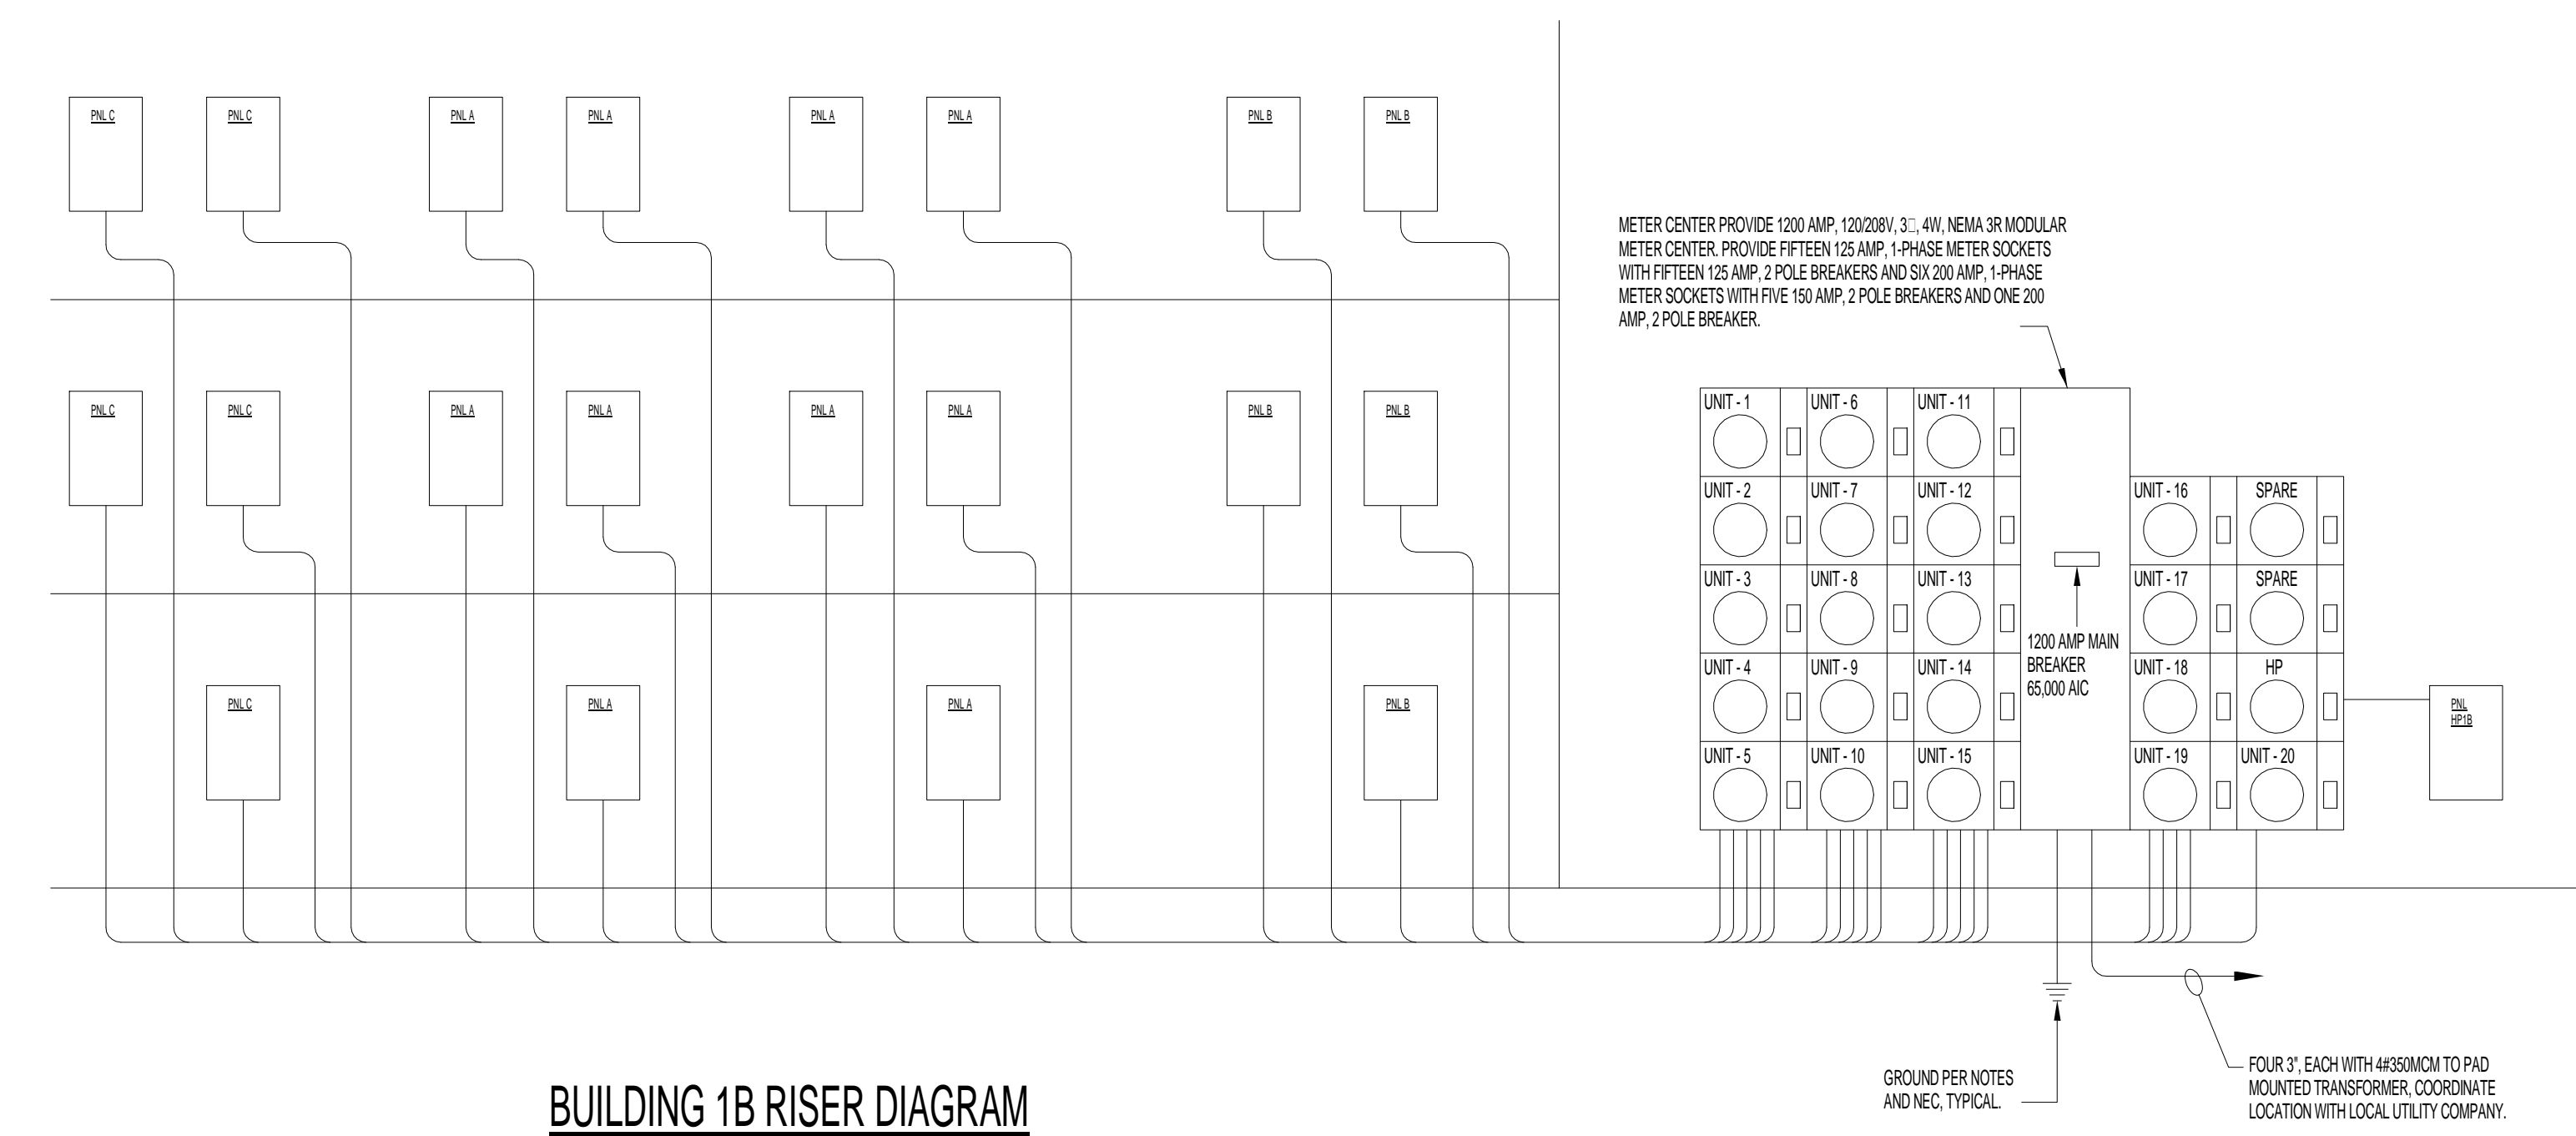 PNL C
PNL C
PNL A
PNL A
PNL A
PNL A
PNL B
PNL B
METER CENTER PROVIDE 1200 AMP, 120/208V, 3□, 4W, NEMA 3R MODULAR
METER CENTER. PROVIDE FIFTEEN 125 AMP, 1-PHASE METER SOCKETS
WITH FIFTEEN 125 AMP, 2 POLE BREAKERS AND SIX 200 AMP, 1-PHASE
METER SOCKETS WITH FIVE 150 AMP, 2 POLE BREAKERS AND ONE 200
AMP, 2 POLE BREAKER.
PNL C
PNL C
PNL A
PNL A
PNL A
PNL A
PNL B
PNL B
PNL C
PNL A
PNL A
PNL B
UNIT - 1
UNIT - 6
UNIT - 11
UNIT - 2
UNIT - 7
UNIT - 12
UNIT - 16
SPARE
UNIT - 3
UNIT - 8
UNIT - 13
UNIT - 17
SPARE
1200 AMP MAIN
BREAKER
65,000 AIC
UNIT - 4
UNIT - 9
UNIT - 14
UNIT - 18
HP
PNL
HP1B
UNIT - 5
UNIT - 10
UNIT - 15
UNIT - 19
UNIT - 20
GROUND PER NOTES
AND NEC, TYPICAL.
FOUR 3", EACH WITH 4#350MCM TO PAD
MOUNTED TRANSFORMER, COORDINATE
LOCATION WITH LOCAL UTILITY COMPANY.
BUILDING 1B RISER DIAGRAM